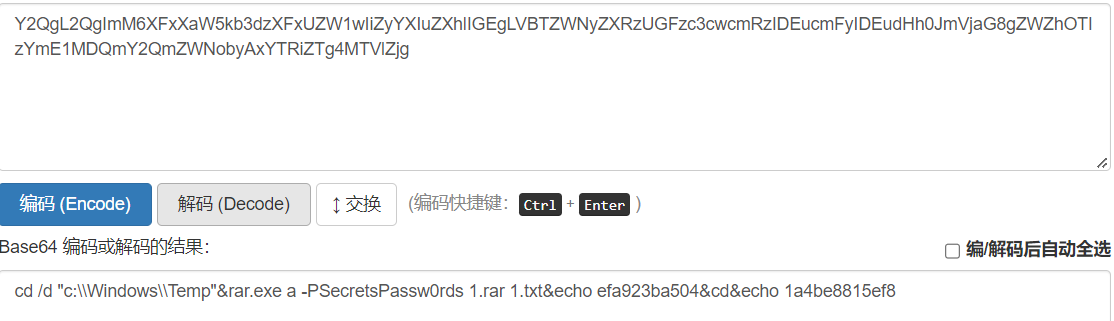 Y2QgL2QgImM6XFxXaW5kb3dzXFxUZW1wIiZyYXIuZXhlIGEgLVBTZWNyZXRzUGFzc3cwcmRzIDEucmFyIDEudHh0JmVjaG8gZWZhOTI
zYmE1MDQmY2QmZWNobyAxYTRiZTg4MTVlZjg
编码 (Encode) 解码 (Decode) ↕ 交换 (编码快捷键： Ctrl + Enter )
Base64 编码或解码的结果： 编/解码后自动全选
cd /d "c:\\Windows\\Temp"&rar.exe a -PSecretsPassw0rds 1.rar 1.txt&echo efa923ba504&cd&echo 1a4be8815ef8